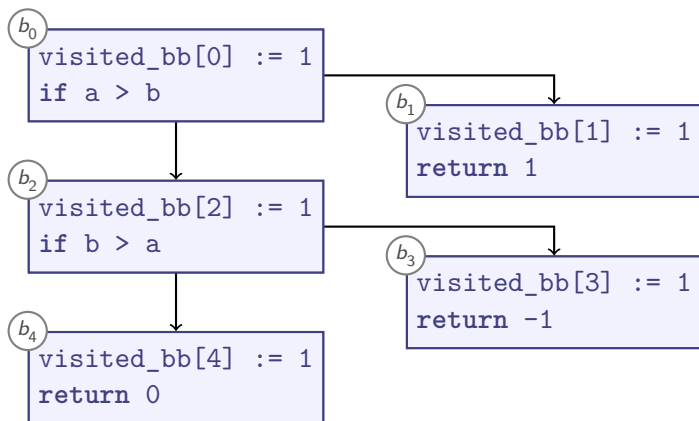 b₀
visited_bb[0] := 1
if a > b
b₁
visited_bb[1] := 1
return 1
b₂
visited_bb[2] := 1
if b > a
b₃
visited_bb[3] := 1
return -1
b₄
visited_bb[4] := 1
return 0